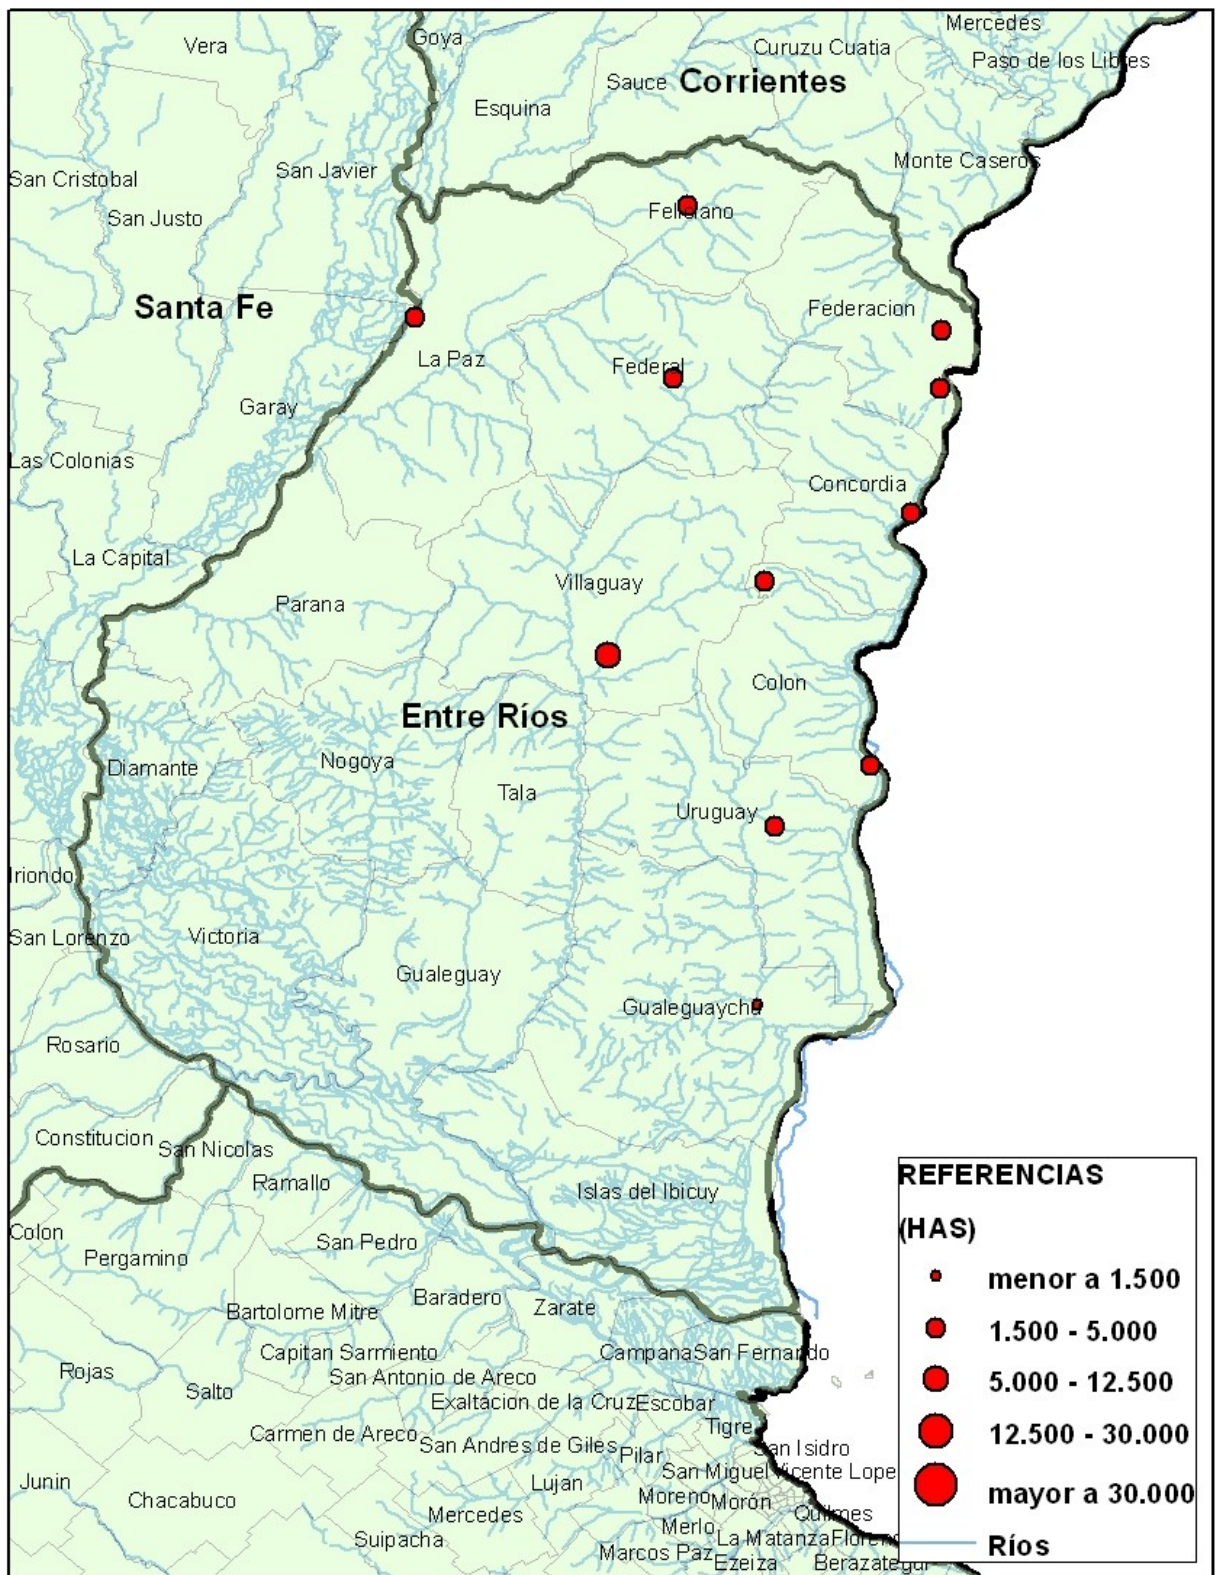 Mercedes
Goya
Vera
Curuzu Cuatia
Paso de los Libres
Sauce
Corrientes
Esquina
Monte Caseros
San Javier
San Cristobal
San Justo
Feliciano
Santa Fe
Federacion
La Paz
Federal
Garay
Las Colonias
Concordia
La Capital
Villaguay
Parana
Colon
Entre Ríos
Nogoya
Diamante
Tala
Uruguay
Iriondo
San Lorenzo
Victoria
Gualeguay
Gualeguaychu
Rosario
Constitucion
San Nicolas
Ramallo
Islas del Ibicuy
Colon
San Pedro
Pergamino
Baradero
Zarate
Bartolome Mitre
Capitan Sarmiento
Campana
San Fernando
Rojas
San Antonio de Areco
Salto
Exaltacion de la Cruz
Escobar
Tigre
Carmen de Areco
San Andres de Giles
Pilar
San Isidro
San Miguel
Vicente Lope
Junin
Lujan
Chacabuco
Moreno
Morón
Mercedes
Quilmes
Merlo
Suipacha
La Matanza
Floren
Marcos Paz
Ezeiza
Berazategui
REFERENCIAS
(HAS)
menor a 1.500
1.500 - 5.000
5.000 - 12.500
12.500 - 30.000
mayor a 30.000
Ríos